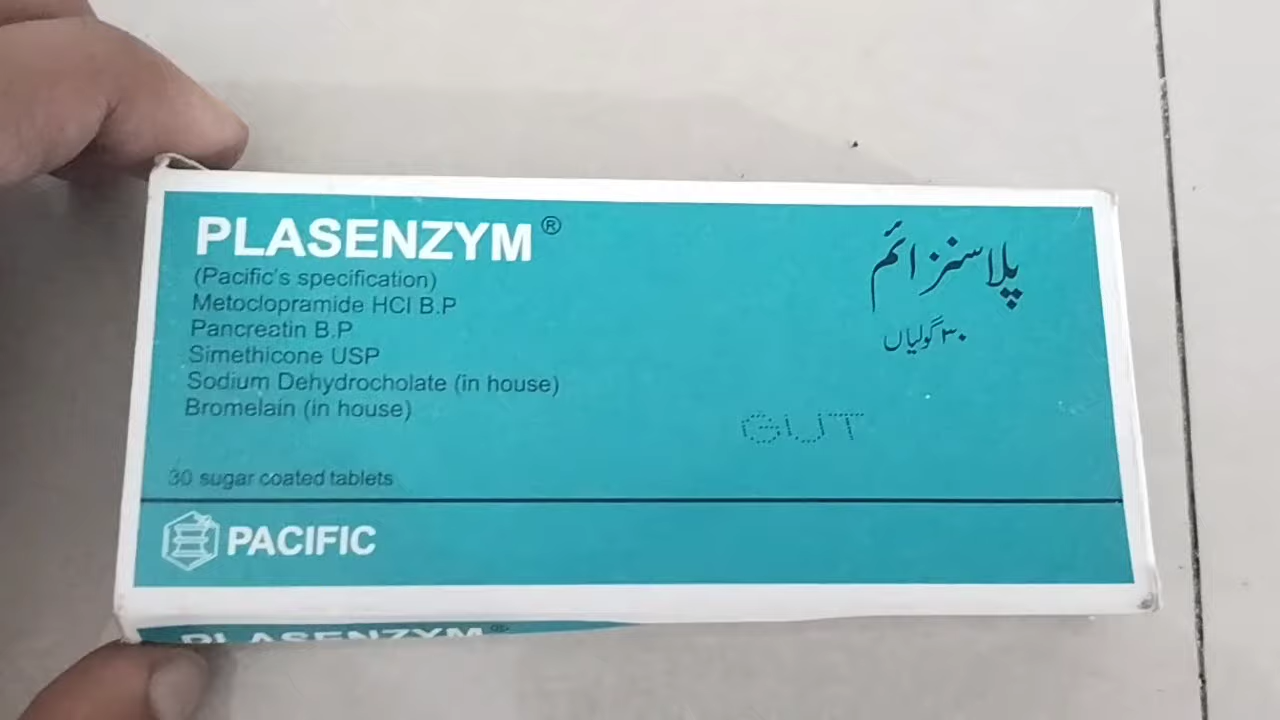 PLASENZYM®
(Pacific's specification)
Metoclopramide HCl B.P
Pancreatin B.P
Simethicone USP
Sodium Dehydrocholate (in house)
Bromelain (in house)
30 sugar coated tablets
پلاسنزائم
۳۰ گولیاں
GUT
PACIFIC
PLASENZYM®